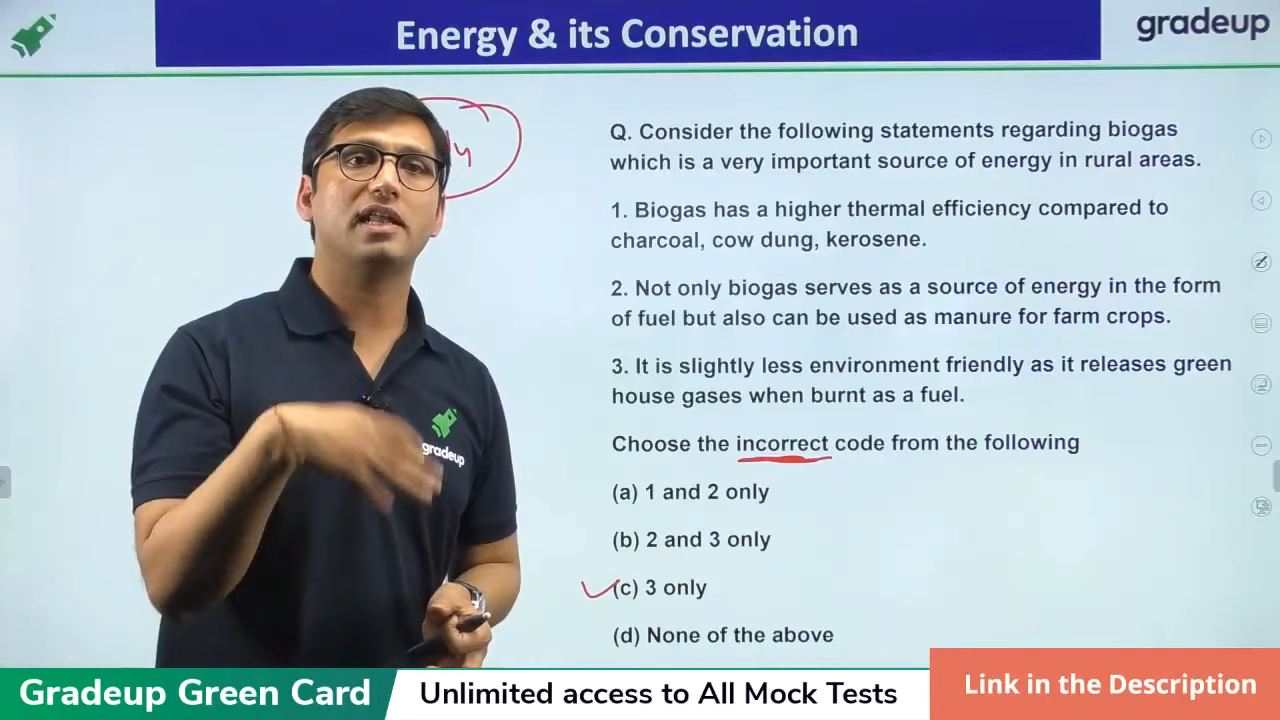 Energy & its Conservation
gradeup
Q. Consider the following statements regarding biogas
which is a very important source of energy in rural areas.
1. Biogas has a higher thermal efficiency compared to
charcoal, cow dung, kerosene.
2. Not only biogas serves as a source of energy in the form
of fuel but also can be used as manure for farm crops.
3. It is slightly less environment friendly as it releases green
house gases when burnt as a fuel.
Choose the incorrect code from the following
(a) 1 and 2 only
(b) 2 and 3 only
(c) 3 only
(d) None of the above
gradeup
Gradeup Green Card
Unlimited access to All Mock Tests
Link in the Description